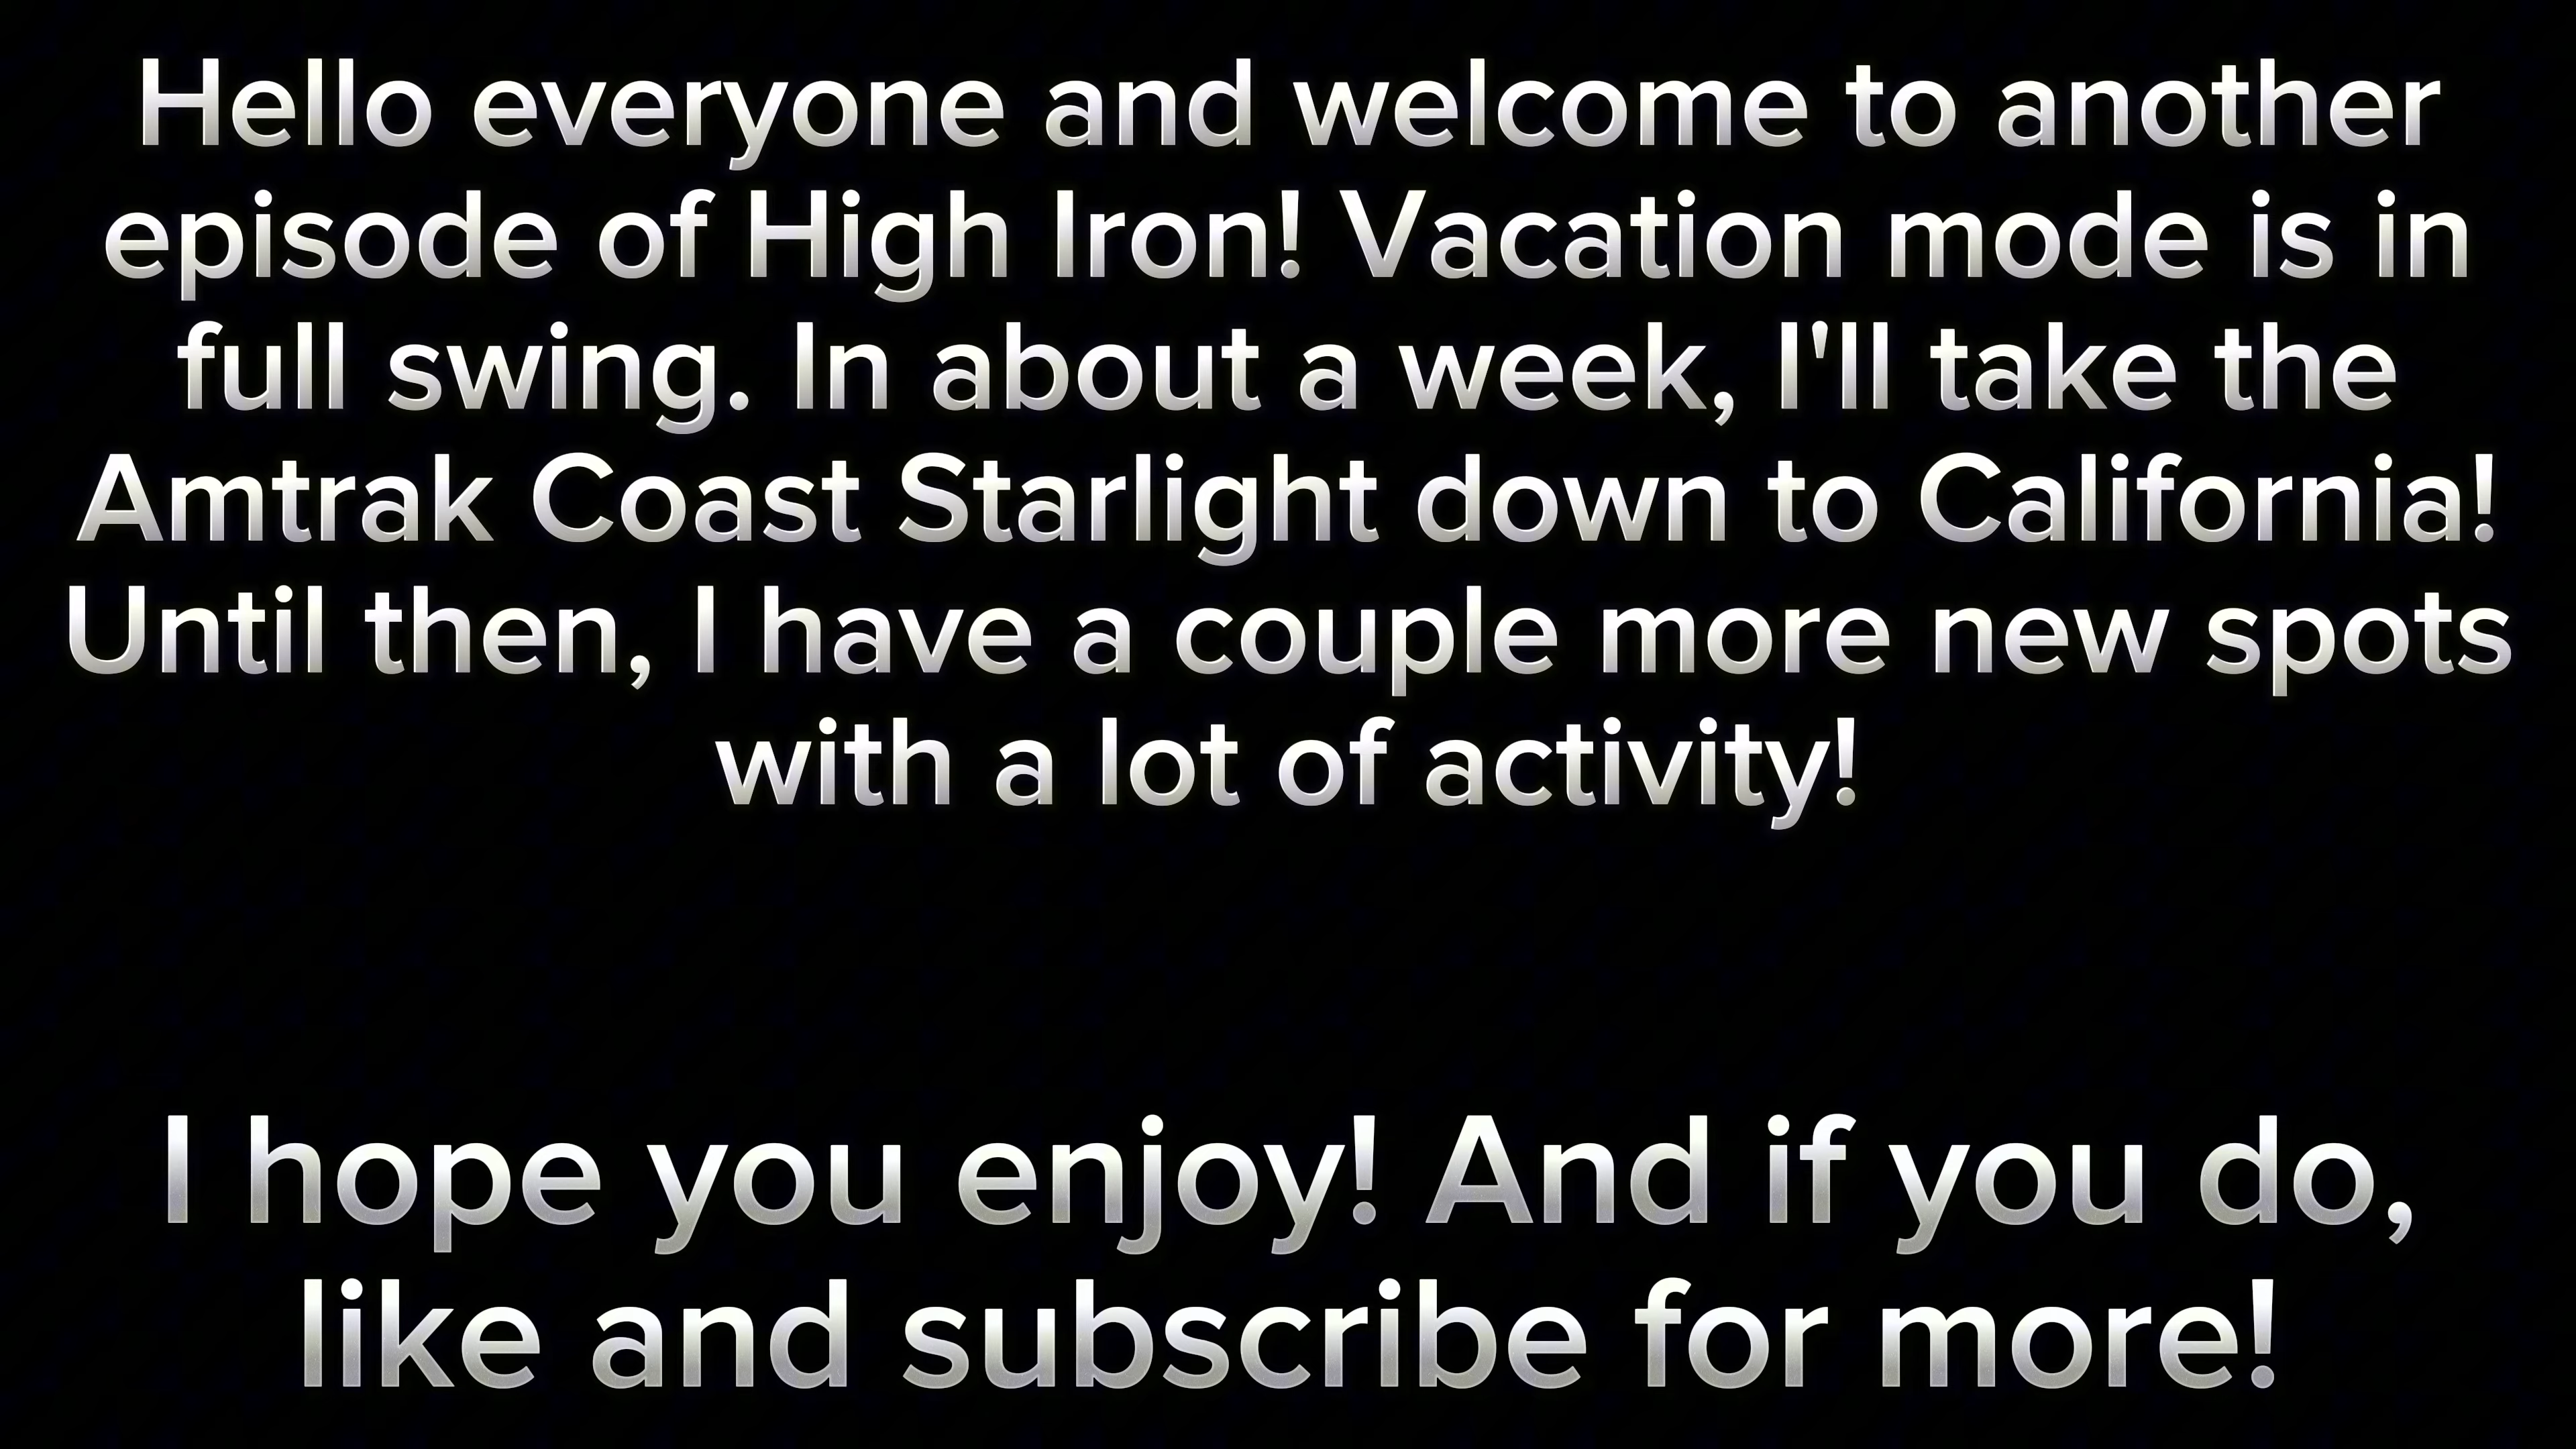 Hello everyone and welcome to another
episode of High Iron! Vacation mode is in
full swing. In about a week, I'll take the
Amtrak Coast Starlight down to California!
Until then, I have a couple more new spots
with a lot of activity!
I hope you enjoy! And if you do,
like and subscribe for more!